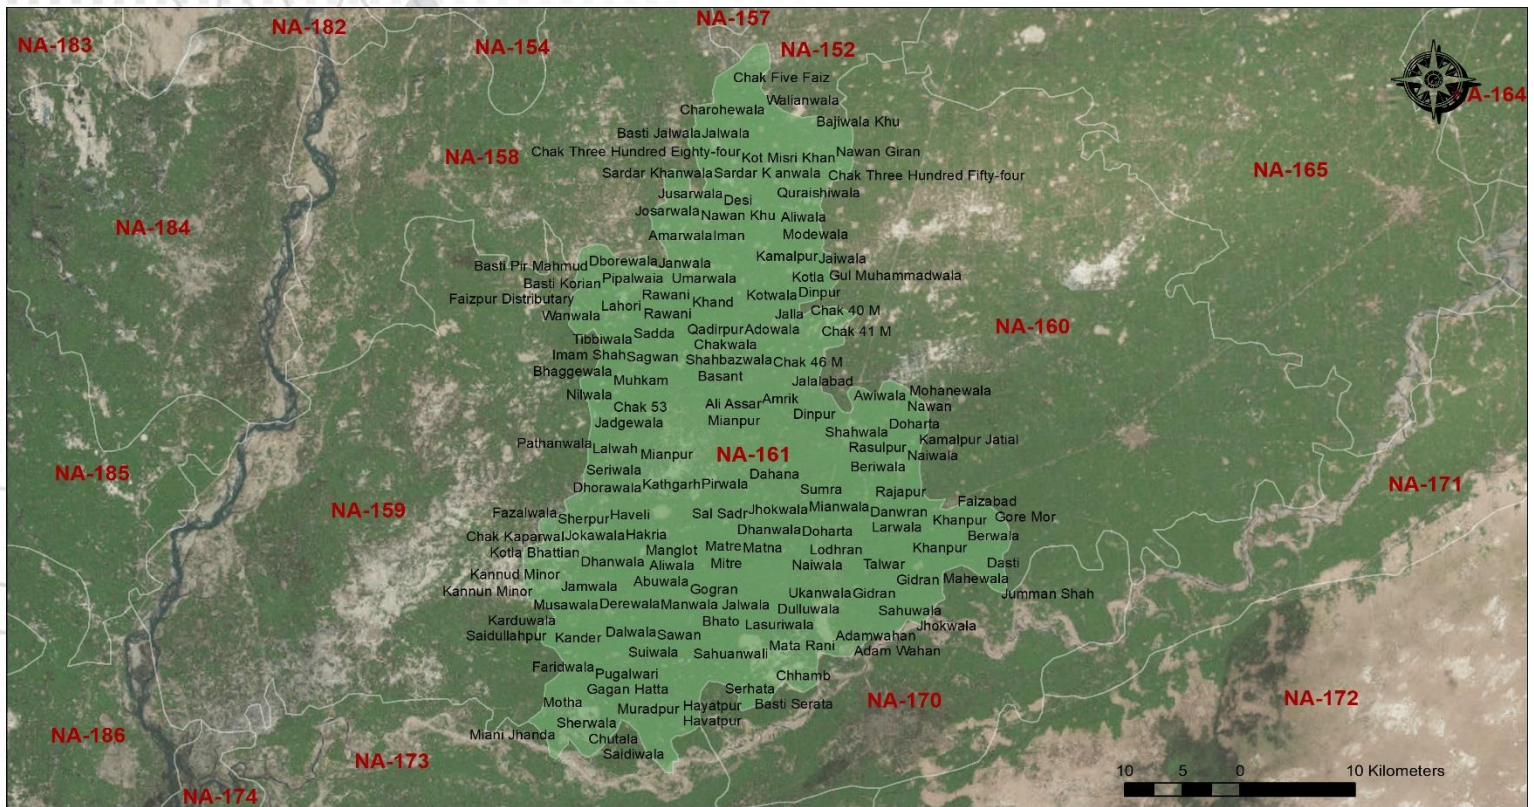 NA-157
NA-182
NA-183
NA-154
NA-152
Chak Five Faiz
NA-164
Walianwala
Charohewala
Bajiwala Khu
Basti Jalwala Jalwala
NA-158
Chak Three Hundred Eighty-four
Kot Misri Khan
Nawan Giran
NA-165
Sardar Khanwala
Sardar K anwala
Chak Three Hundred Fifty-four
Jusarwala
Desi
Quraishiwala
Josarwala
Nawan Khu
Aliwala
NA-184
Amarwala
Iman
Modewala
Kamalpur
Jaiwala
Basti Pir Mahmud
Dborewala
Janwala
Basti Korian
Pipalwaia
Umarwala
Kotla
Gul Muhammadwala
Faizpur Distributary
Rawani
Khand
Kotwala
Dinpur
Wanwala
Lahori
Rawani
Jalla
Chak 40 M
NA-160
Tibbiwala
Sadda
Qadirpur
Adowala
Chak 41 M
Chakwala
Imam Shah
Sagwan
Shahbazwala
Chak 46 M
Bhaggewala
Muhkam
Basant
Jalalabad
Nilwala
Awiwala
Mohanewala
Chak 53
Ali Assar
Amrik
Nawan
Jadgewala
Mianpur
Dinpur
Doharta
Shahwala
Kamalpur Jatial
Pathanwala
Lalwah
Mianpur
NA-161
Rasulpur
Naiwala
NA-185
Seriwala
Dahana
Beriwala
Dhorawala
Kathgarh
Pirwala
Sumra
Rajapur
NA-171
Faizabad
NA-159
Fazalwala
Sherpur
Haveli
Sal Sadr
Jhokwala
Mianwala
Danwran
Khanpur
Gore Mor
Chak Kaparwal
Jokawala
Hakria
Dhanwala
Doharta
Larwala
Berwala
Kotla Bhattian
Manglot
Matre
Matna
Lodhran
Khanpur
Dhanwala
Aliwala
Mitre
Naiwala
Talwar
Dasti
Kannud Minor
Abuwala
Gidran
Mahewala
Kannun Minor
Jamwala
Gogran
Ukanwala
Gidran
Jumman Shah
Musawala
Derewala
Manwala
Jalwala
Dulluwala
Sahuwala
Karduwala
Bhato
Lasuriwala
Jhokwala
Saidullahpur
Kander
Dalwala
Sawan
Adamwahan
Suiwala
Sahuanwali
Mata Rani
Adam Wahan
Faridwala
Pugalwari
Chhamb
Gagan Hatta
Serhata
NA-170
NA-172
Motha
Muradpur
Hayatpur
Basti Serata
Sherwala
Havatpur
NA-186
Miani Jhanda
Chutala
Saidiwala
NA-173
10 5 0 10 Kilometers
NA-174